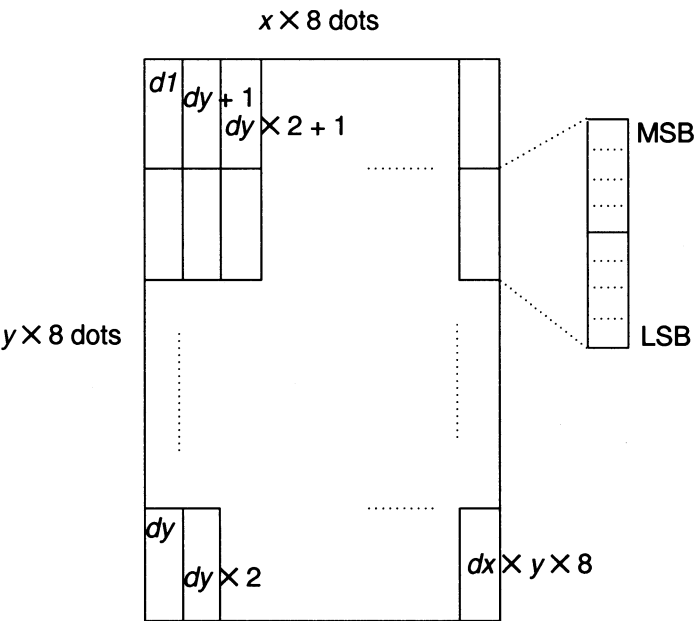 x × 8 dots
d1
dy + 1
dy × 2 + 1
MSB
y × 8 dots
LSB
dy
dy × 2
dx × y × 8